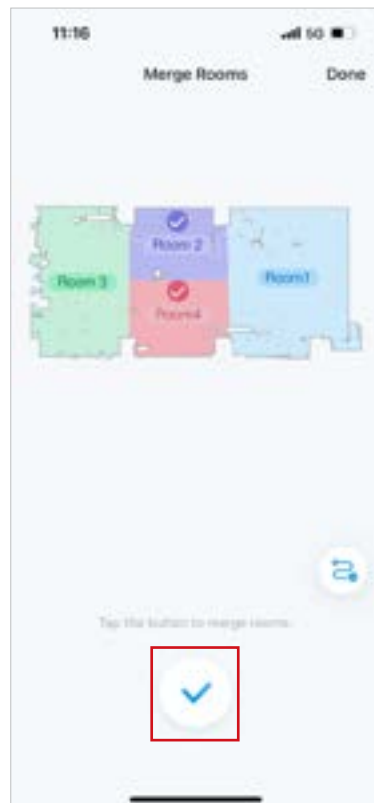 11:16 5G
Merge Rooms Done
Room 2
Room 3
Room1
Room4
Tap the button to merge rooms.